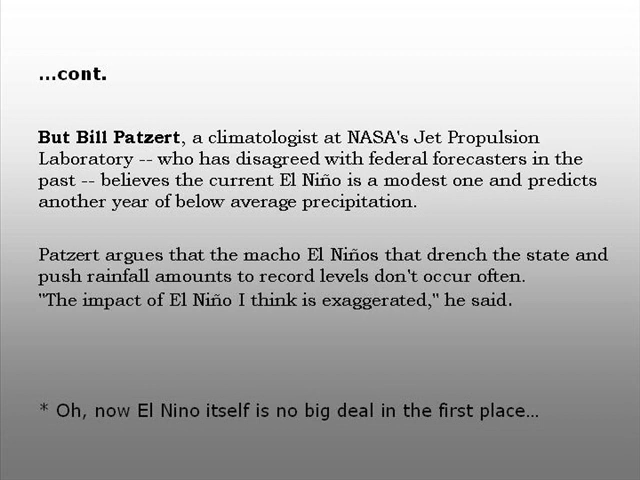 ...cont.
But Bill Patzert, a climatologist at NASA's Jet Propulsion
Laboratory -- who has disagreed with federal forecasters in the
past -- believes the current El Niño is a modest one and predicts
another year of below average precipitation.
Patzert argues that the macho El Niños that drench the state and
push rainfall amounts to record levels don't occur often.
"The impact of El Niño I think is exaggerated," he said.
* Oh, now El Nino itself is no big deal in the first place...